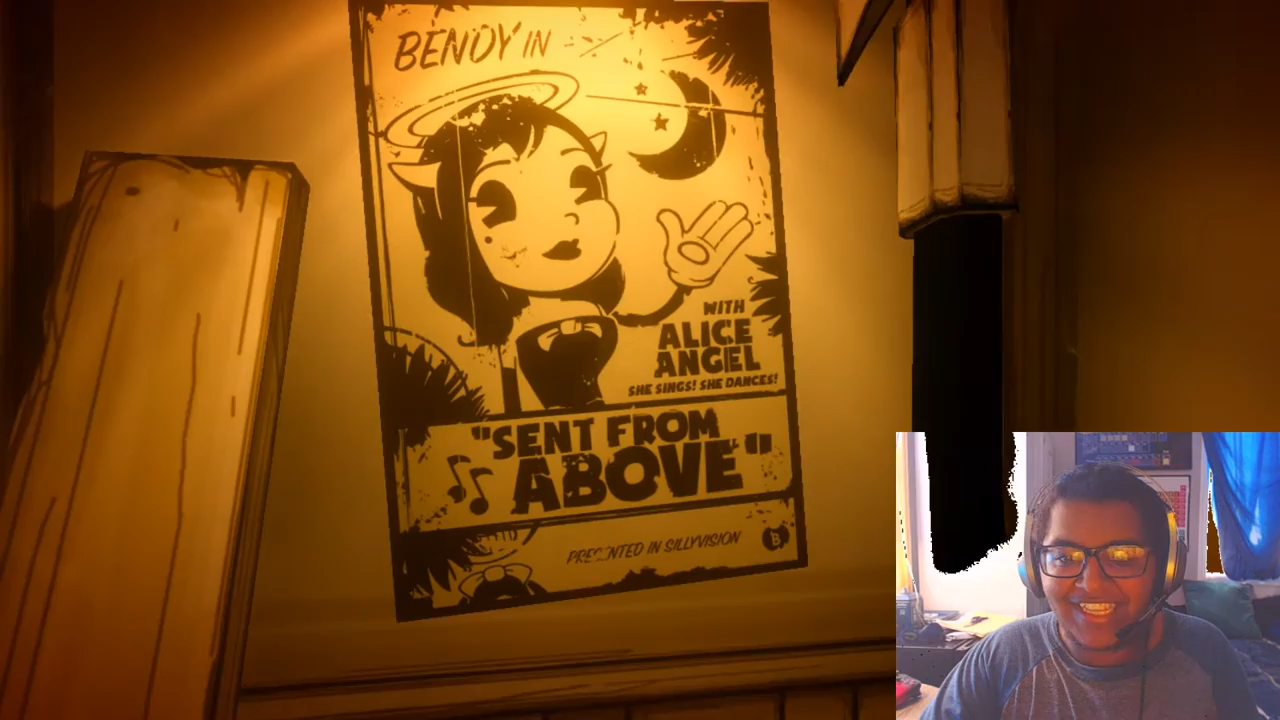 BENDY IN
WITH
ALICE
ANGEL
SHE SINGS! SHE DANCES!
"SENT FROM
ABOVE"
PRESENTED IN SILLYVISION
B